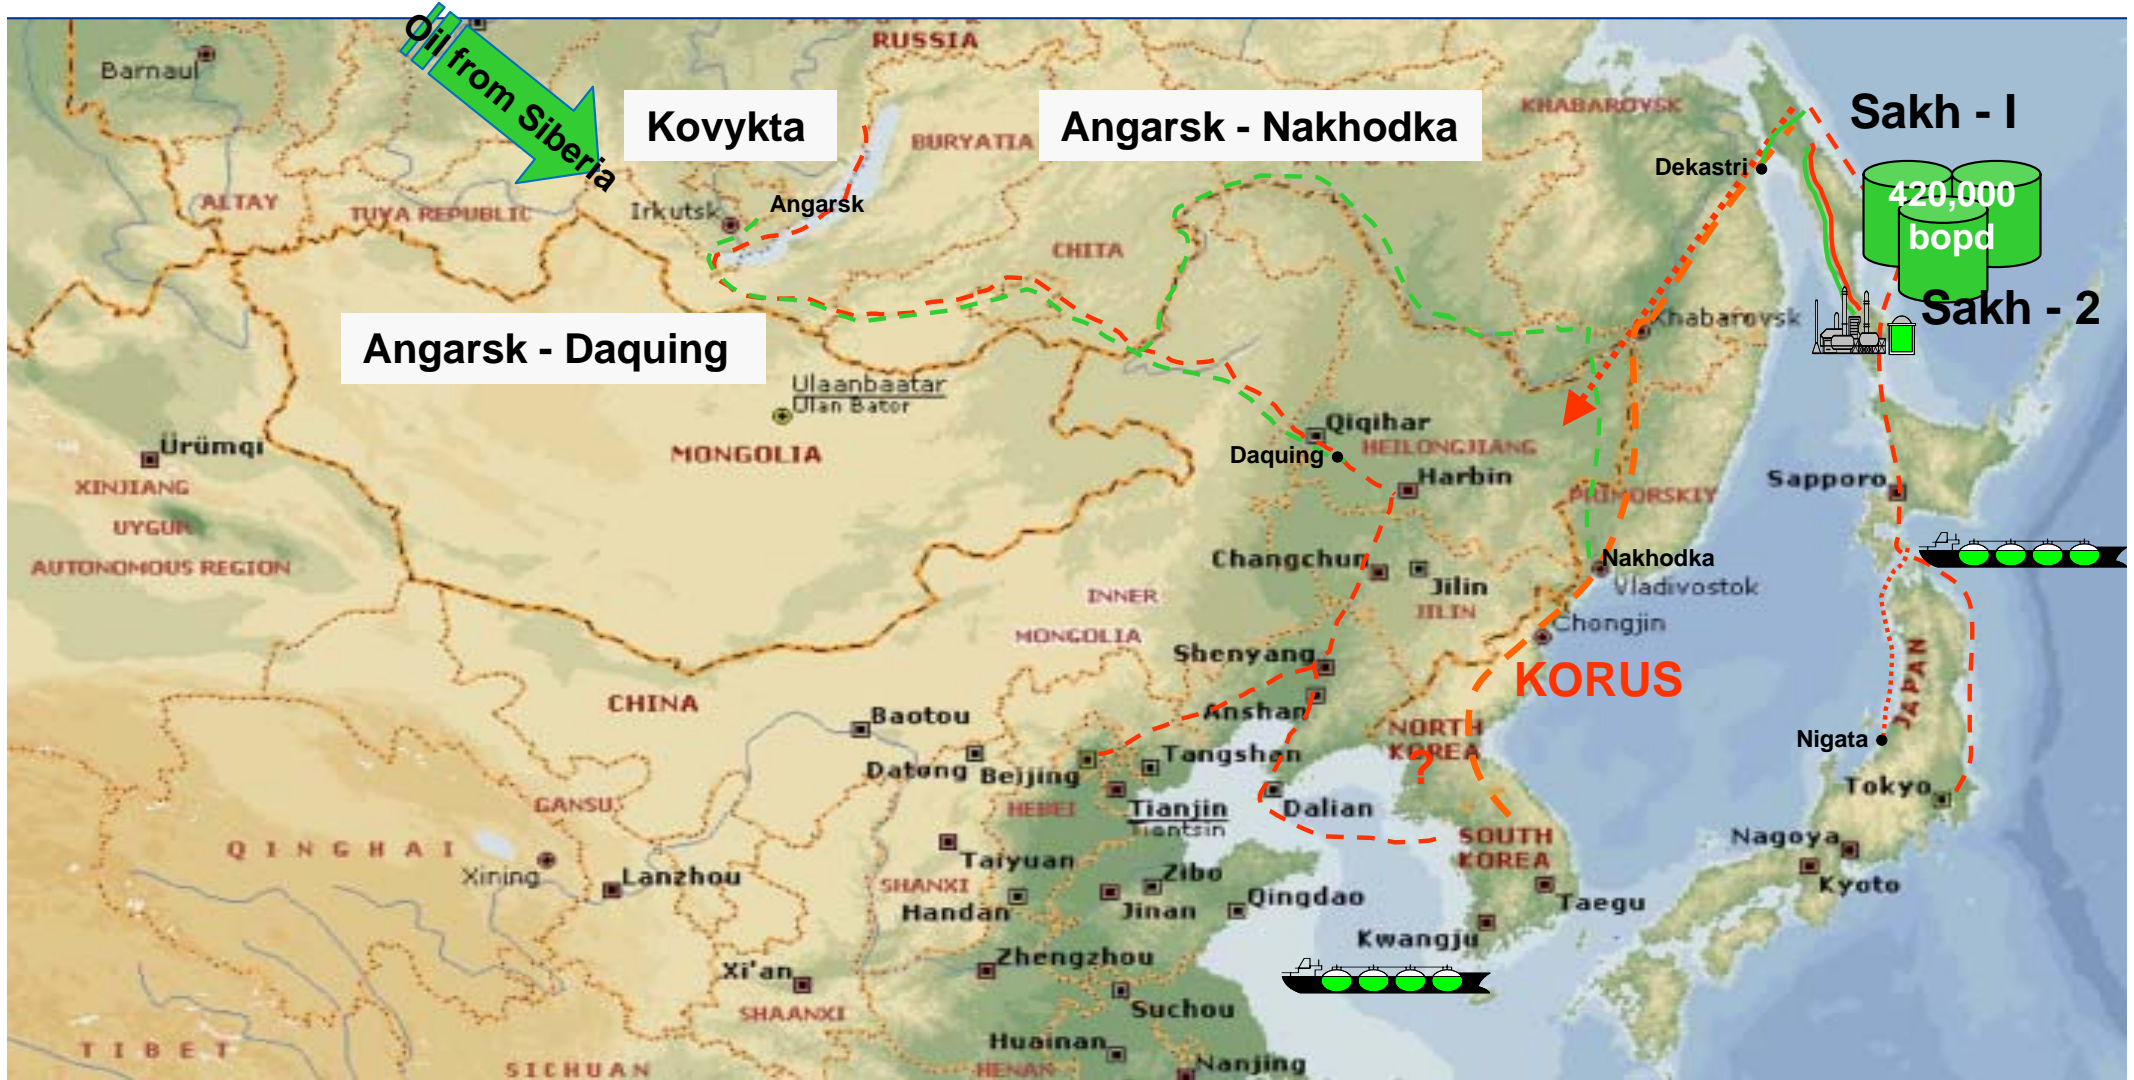 Oil from Siberia
RUSSIA
Barnaul
Kovykta
Angarsk - Nakhodka
KHABAROVSK
Sakh - I
BURYATIA
Dekastri
420,000
bopd
ALTAY
TUVA REPUBLIC
Irkutsk
Angarsk
CHITA
Sakh - 2
Khabarovsk
Angarsk - Daquing
Ulaanbaatar
Ulan Bator
MONGOLIA
Qiqihar
HEILONGJIANG
Daquing
Harbin
Ürümqi
XINJIANG
UYGUR
AUTONOMOUS REGION
PRIMORSKIY
Sapporo
Changchun
Jilin
JILIN
Nakhodka
Vladivostok
INNER
MONGOLIA
Chongjin
Shenyang
KORUS
JAPAN
CHINA
Anshan
Baotou
NORTH
KOREA
?
Nigata
Datong
Beijing
Tangshan
Tokyo
GANSU
HEBEI
Tianjin
Tientsin
Dalian
SOUTH
KOREA
Nagoya
QINGHAI
Xining
Lanzhou
Taiyuan
SHANXI
Zibo
Kyoto
Handan
Jinan
Qingdao
Taegu
Kwangju
Xi'an
Zhengzhou
SHAANXI
Suchou
TIBET
SICHUAN
Huainan
HENAN
Nanjing